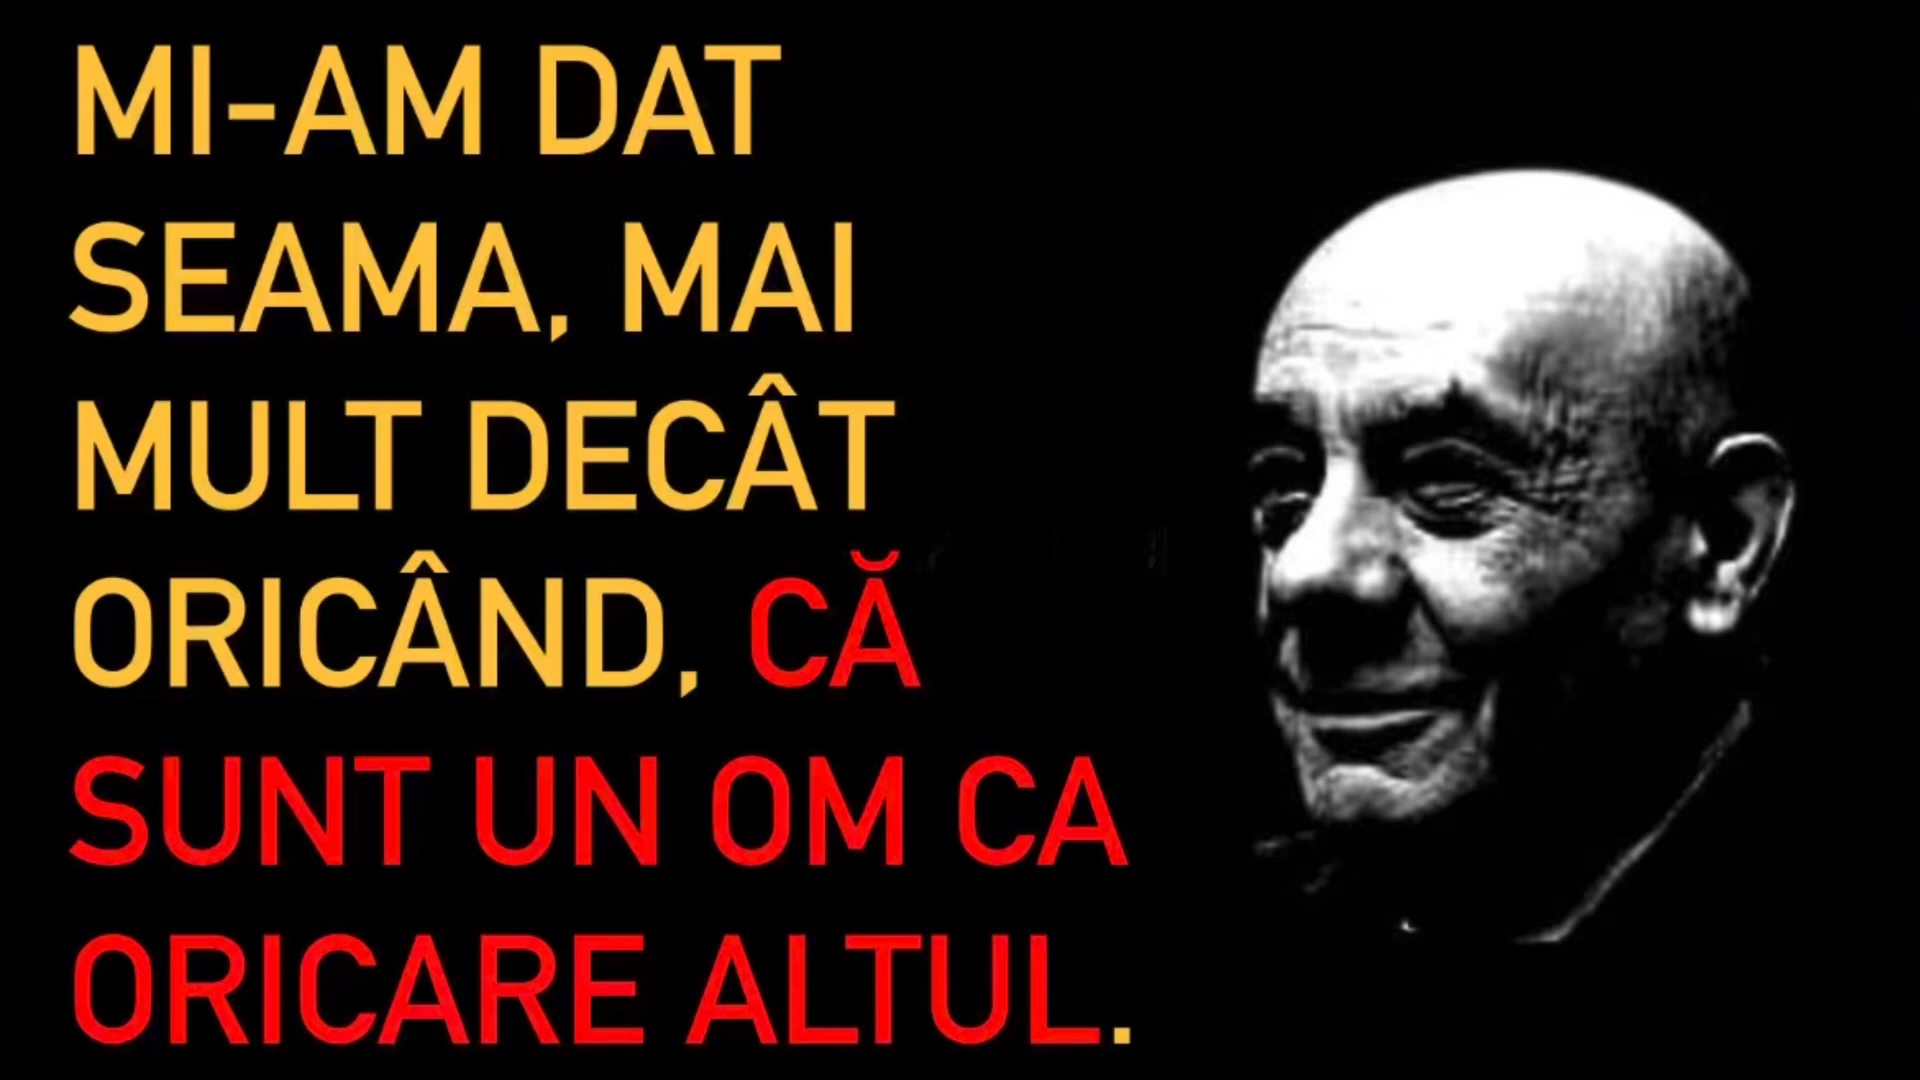 MI-AM DAT
SEAMA, MAI
MULT DECÂT
ORICÂND, CĂ
SUNT UN OM CA
ORICARE ALTUL.